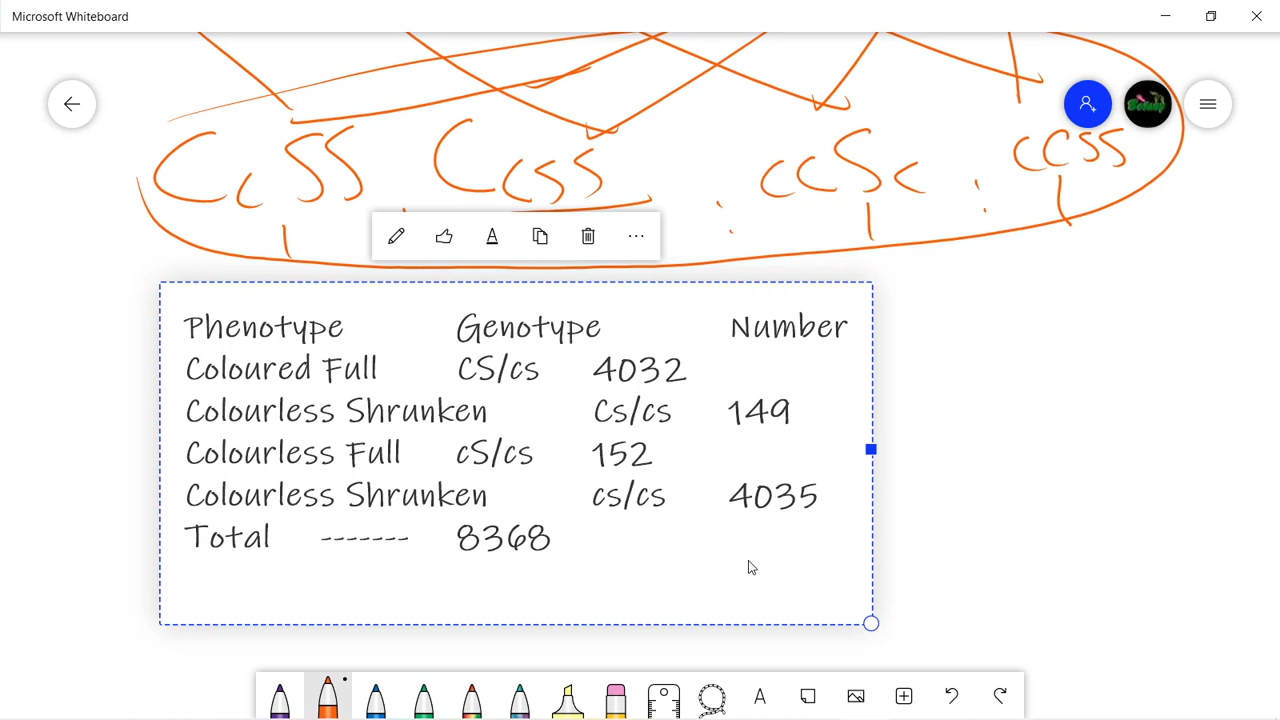 Microsoft Whiteboard
CcSS Ccss : ccSc : ccss
Phenotype Genotype Number
Coloured Full CS/cs 4032
Colourless Shrunken Cs/cs 149
Colourless Full cS/cs 152
Colourless Shrunken cs/cs 4035
Total ------- 8368